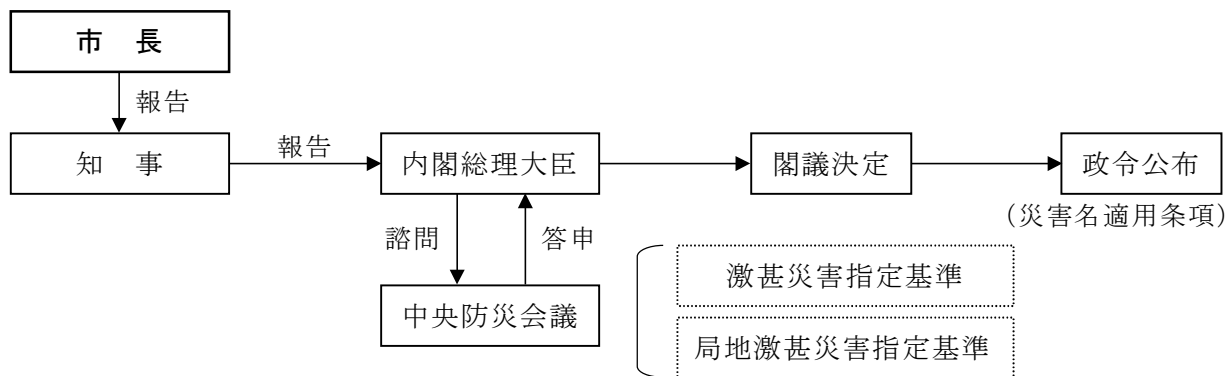 市　長
報告
知　事
報告
内閣総理大臣
閣議決定
政令公布
(災害名適用条項)
諮問
答申
激甚災害指定基準
中央防災会議
局地激甚災害指定基準